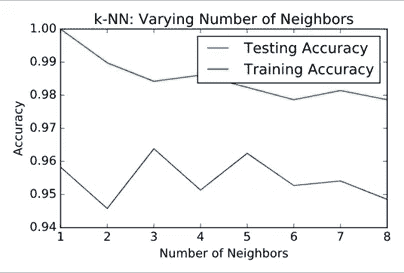 k-NN: Varying Number of Neighbors
1.00
0.99
0.98
0.97
0.96
0.95
0.94
Accuracy
Testing Accuracy
Training Accuracy
1 2 3 4 5 6 7 8
Number of Neighbors